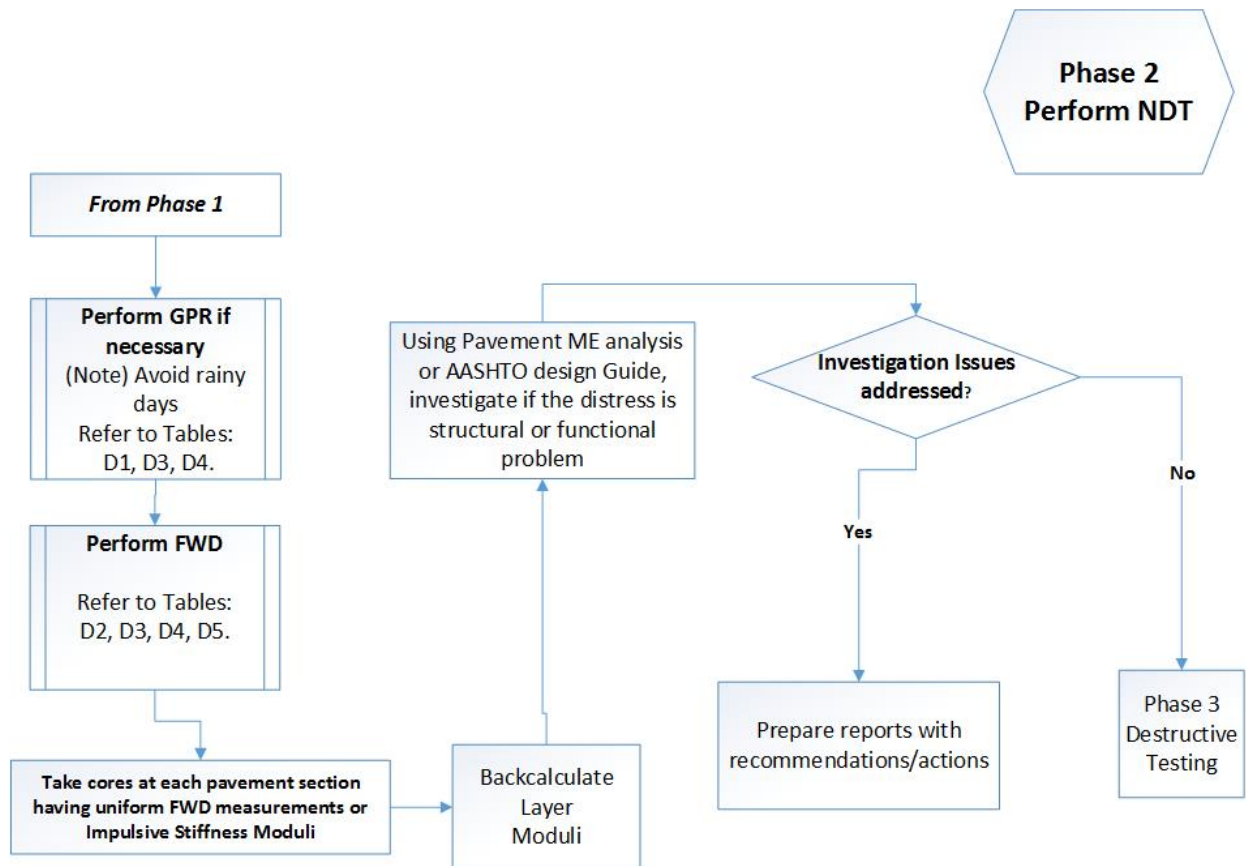 Phase 2
Perform NDT
From Phase 1
Perform GPR if
necessary
(Note) Avoid rainy
days
Refer to Tables:
D1, D3, D4.
Perform FWD
Refer to Tables:
D2, D3, D4, D5.
Take cores at each pavement section
having uniform FWD measurements or
Impulsive Stiffness Moduli
Backcalculate
Layer
Moduli
Using Pavement ME analysis
or AASHTO design Guide,
investigate if the distress is
structural or functional
problem
Investigation Issues
addressed?
Yes
No
Prepare reports with
recommendations/actions
Phase 3
Destructive
Testing